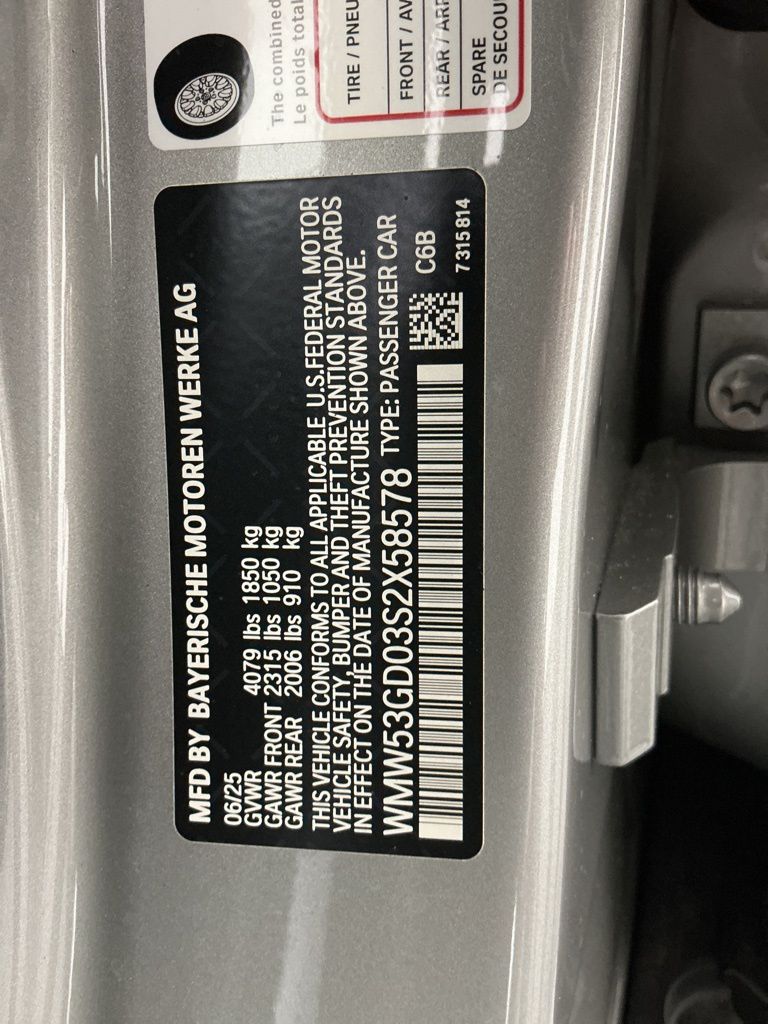 The combined
Le poids total
TIRE / PNEU
FRONT / AV
REAR / ARR
SPARE
DE SECOU
MFD BY BAYERISCHE MOTOREN WERKE AG
06/25
GVWR 4079 lbs 1850 kg
GAWR FRONT 2315 lbs 1050 kg
GAWR REAR 2006 lbs 910 kg
THIS VEHICLE CONFORMS TO ALL APPLICABLE U.S.FEDERAL MOTOR
VEHICLE SAFETY, BUMPER AND THEFT PREVENTION STANDARDS
IN EFFECT ON THE DATE OF MANUFACTURE SHOWN ABOVE.
WMW53GD03S2X58578 TYPE: PASSENGER CAR
C6B
7 315 814